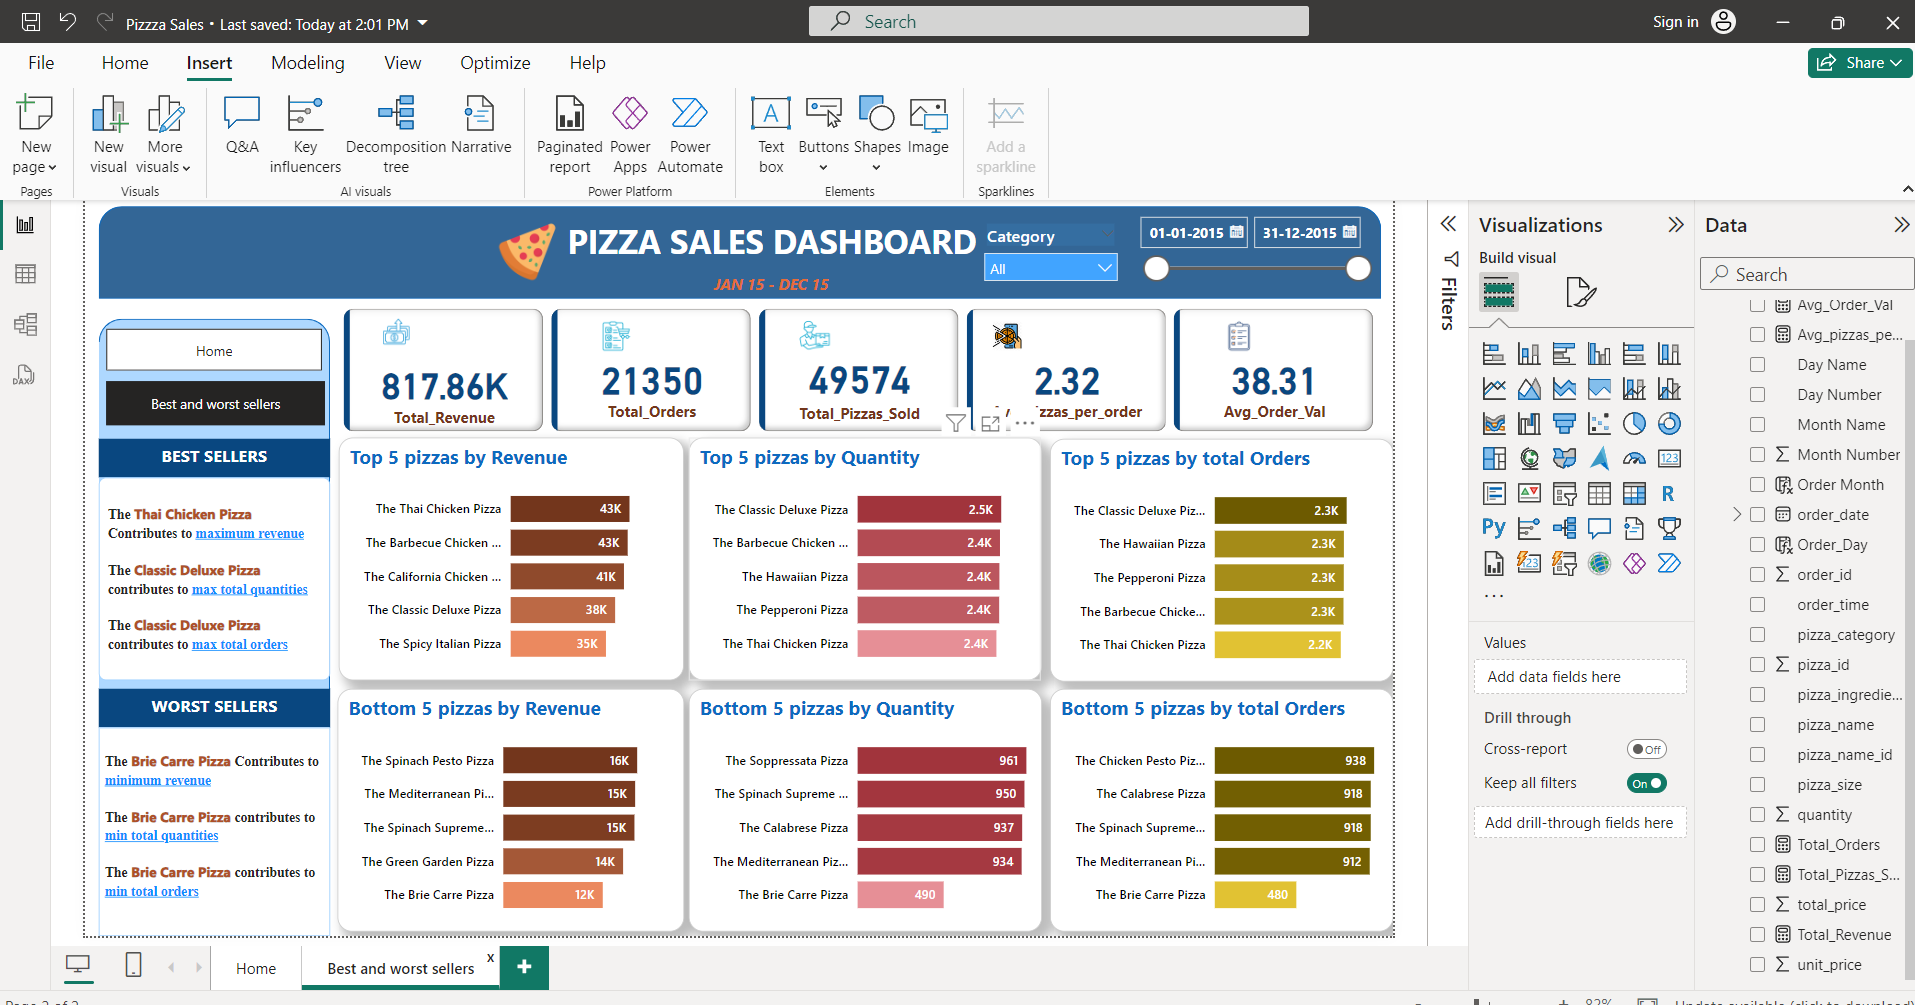 Pizzza Sales • Last saved: Today at 2:01 PM
Search
Sign in
File
Home
Insert
Modeling
View
Optimize
Help
Share
New page
New visual
More visuals
Q&A
Key influencers
Decomposition tree
Narrative
Paginated report
Power Apps
Power Automate
Text box
Buttons
Shapes
Image
Add a sparkline
Pages
Visuals
AI visuals
Power Platform
Elements
Sparklines
PIZZA SALES DASHBOARD
JAN 15 - DEC 15
Category
All
01-01-2015
31-12-2015
Home
Best and worst sellers
817.86K
Total_Revenue
21350
Total_Orders
49574
Total_Pizzas_Sold
2.32
zzas_per_order
38.31
Avg_Order_Val
BEST SELLERS
The Thai Chicken Pizza
Contributes to maximum revenue
The Classic Deluxe Pizza
contributes to max total quantities
The Classic Deluxe Pizza
contributes to max total orders
WORST SELLERS
The Brie Carre Pizza Contributes to
minimum revenue
The Brie Carre Pizza contributes to
min total quantities
The Brie Carre Pizza contributes to
min total orders
Top 5 pizzas by Revenue
The Thai Chicken Pizza 43K
The Barbecue Chicken ... 43K
The California Chicken ... 41K
The Classic Deluxe Pizza 38K
The Spicy Italian Pizza 35K
Top 5 pizzas by Quantity
The Classic Deluxe Pizza 2.5K
The Barbecue Chicken ... 2.4K
The Hawaiian Pizza 2.4K
The Pepperoni Pizza 2.4K
The Thai Chicken Pizza 2.4K
Top 5 pizzas by total Orders
The Classic Deluxe Piz... 2.3K
The Hawaiian Pizza 2.3K
The Pepperoni Pizza 2.3K
The Barbecue Chicke... 2.3K
The Thai Chicken Pizza 2.2K
Bottom 5 pizzas by Revenue
The Spinach Pesto Pizza 16K
The Mediterranean Pi... 15K
The Spinach Supreme... 15K
The Green Garden Pizza 14K
The Brie Carre Pizza 12K
Bottom 5 pizzas by Quantity
The Soppressata Pizza 961
The Spinach Supreme ... 950
The Calabrese Pizza 937
The Mediterranean Piz... 934
The Brie Carre Pizza 490
Bottom 5 pizzas by total Orders
The Chicken Pesto Piz... 938
The Calabrese Pizza 918
The Spinach Supreme... 918
The Mediterranean Pi... 912
The Brie Carre Pizza 480
Home
Best and worst sellers
x
Filters
Visualizations
Build visual
123
R
Py
123
...
Values
Add data fields here
Drill through
Cross-report
Off
Keep all filters
On
Add drill-through fields here
Data
Search
Avg_Order_Val
Avg_pizzas_pe...
Day Name
Day Number
Month Name
Month Number
Order Month
order_date
Order_Day
order_id
order_time
pizza_category
pizza_id
pizza_ingredie...
pizza_name
pizza_name_id
pizza_size
quantity
Total_Orders
Total_Pizzas_S...
total_price
Total_Revenue
unit_price
DAX
Page 2 of 2
82%
Update available (click to download)